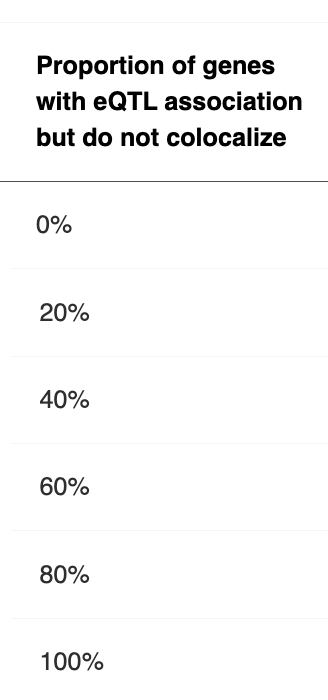 Proportion of genes
with eQTL association
but do not colocalize
0%
20%
40%
60%
80%
100%